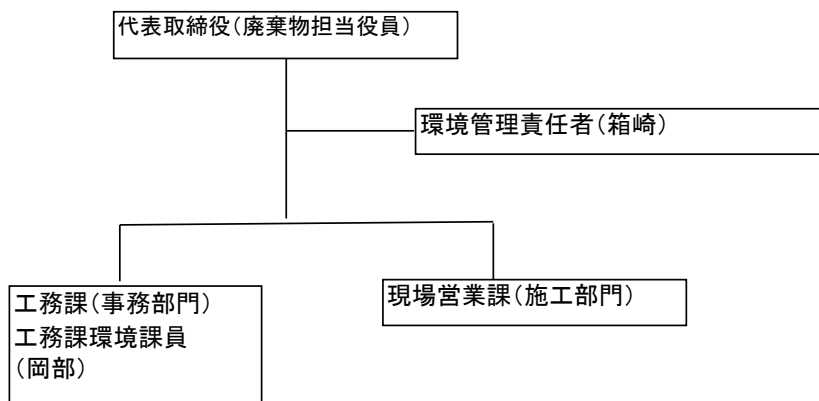 代表取締役（廃棄物担当役員）
環境管理責任者（箱崎）
工務課（事務部門）
工務課環境課員
（岡部）
現場営業課（施工部門）